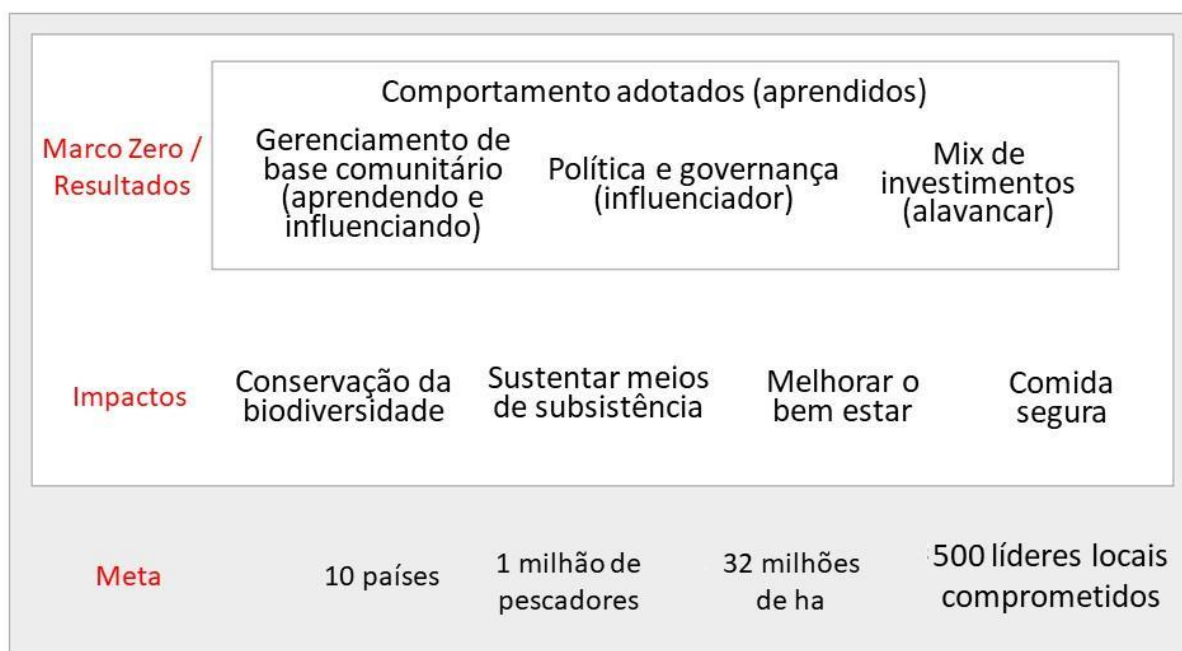 Comportamento adotados (aprendidos)
Marco Zero /
Resultados
Gerenciamento de
base comunitário
(aprendendo e
influenciando)
Política e governança
(influenciador)
Mix de
investimentos
(alavancar)
Impactos
Conservação da
biodiversidade
Sustentar meios
de subsistência
Melhorar o
bem estar
Comida
segura
Meta
10 países
1 milhão de
pescadores
32 milhões
de ha
500 líderes locais
comprometidos